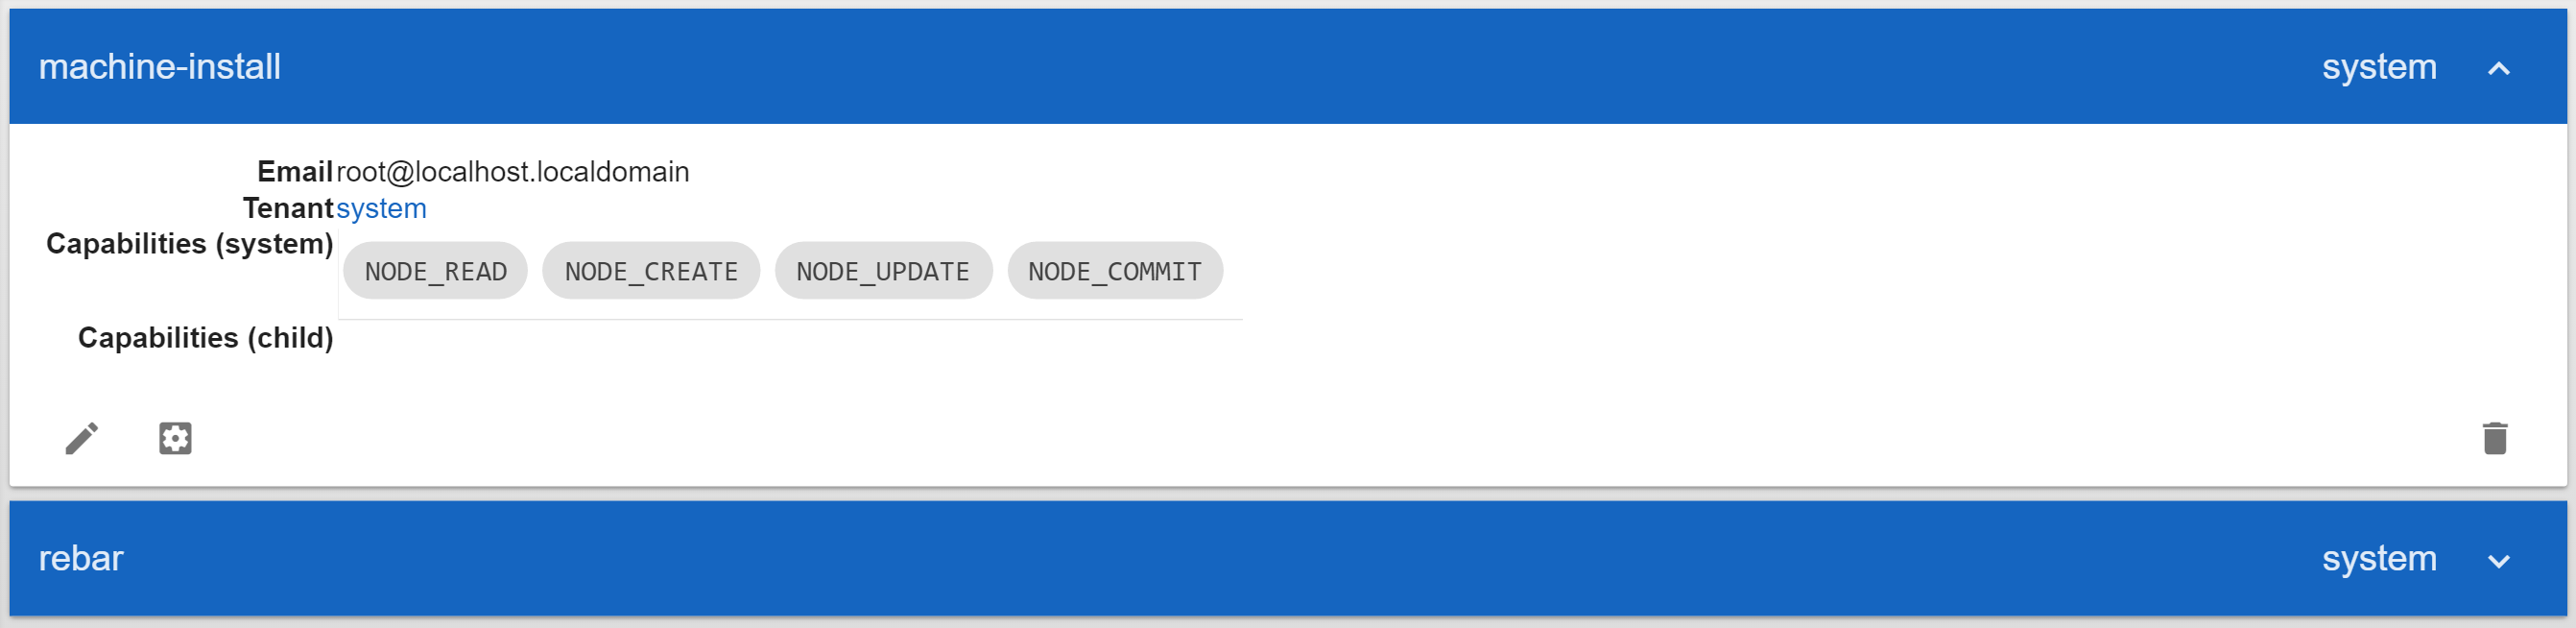 machine-install system
Email root@localhost.localdomain
Tenant system
Capabilities (system)
NODE_READ NODE_CREATE NODE_UPDATE NODE_COMMIT
Capabilities (child)
rebar system